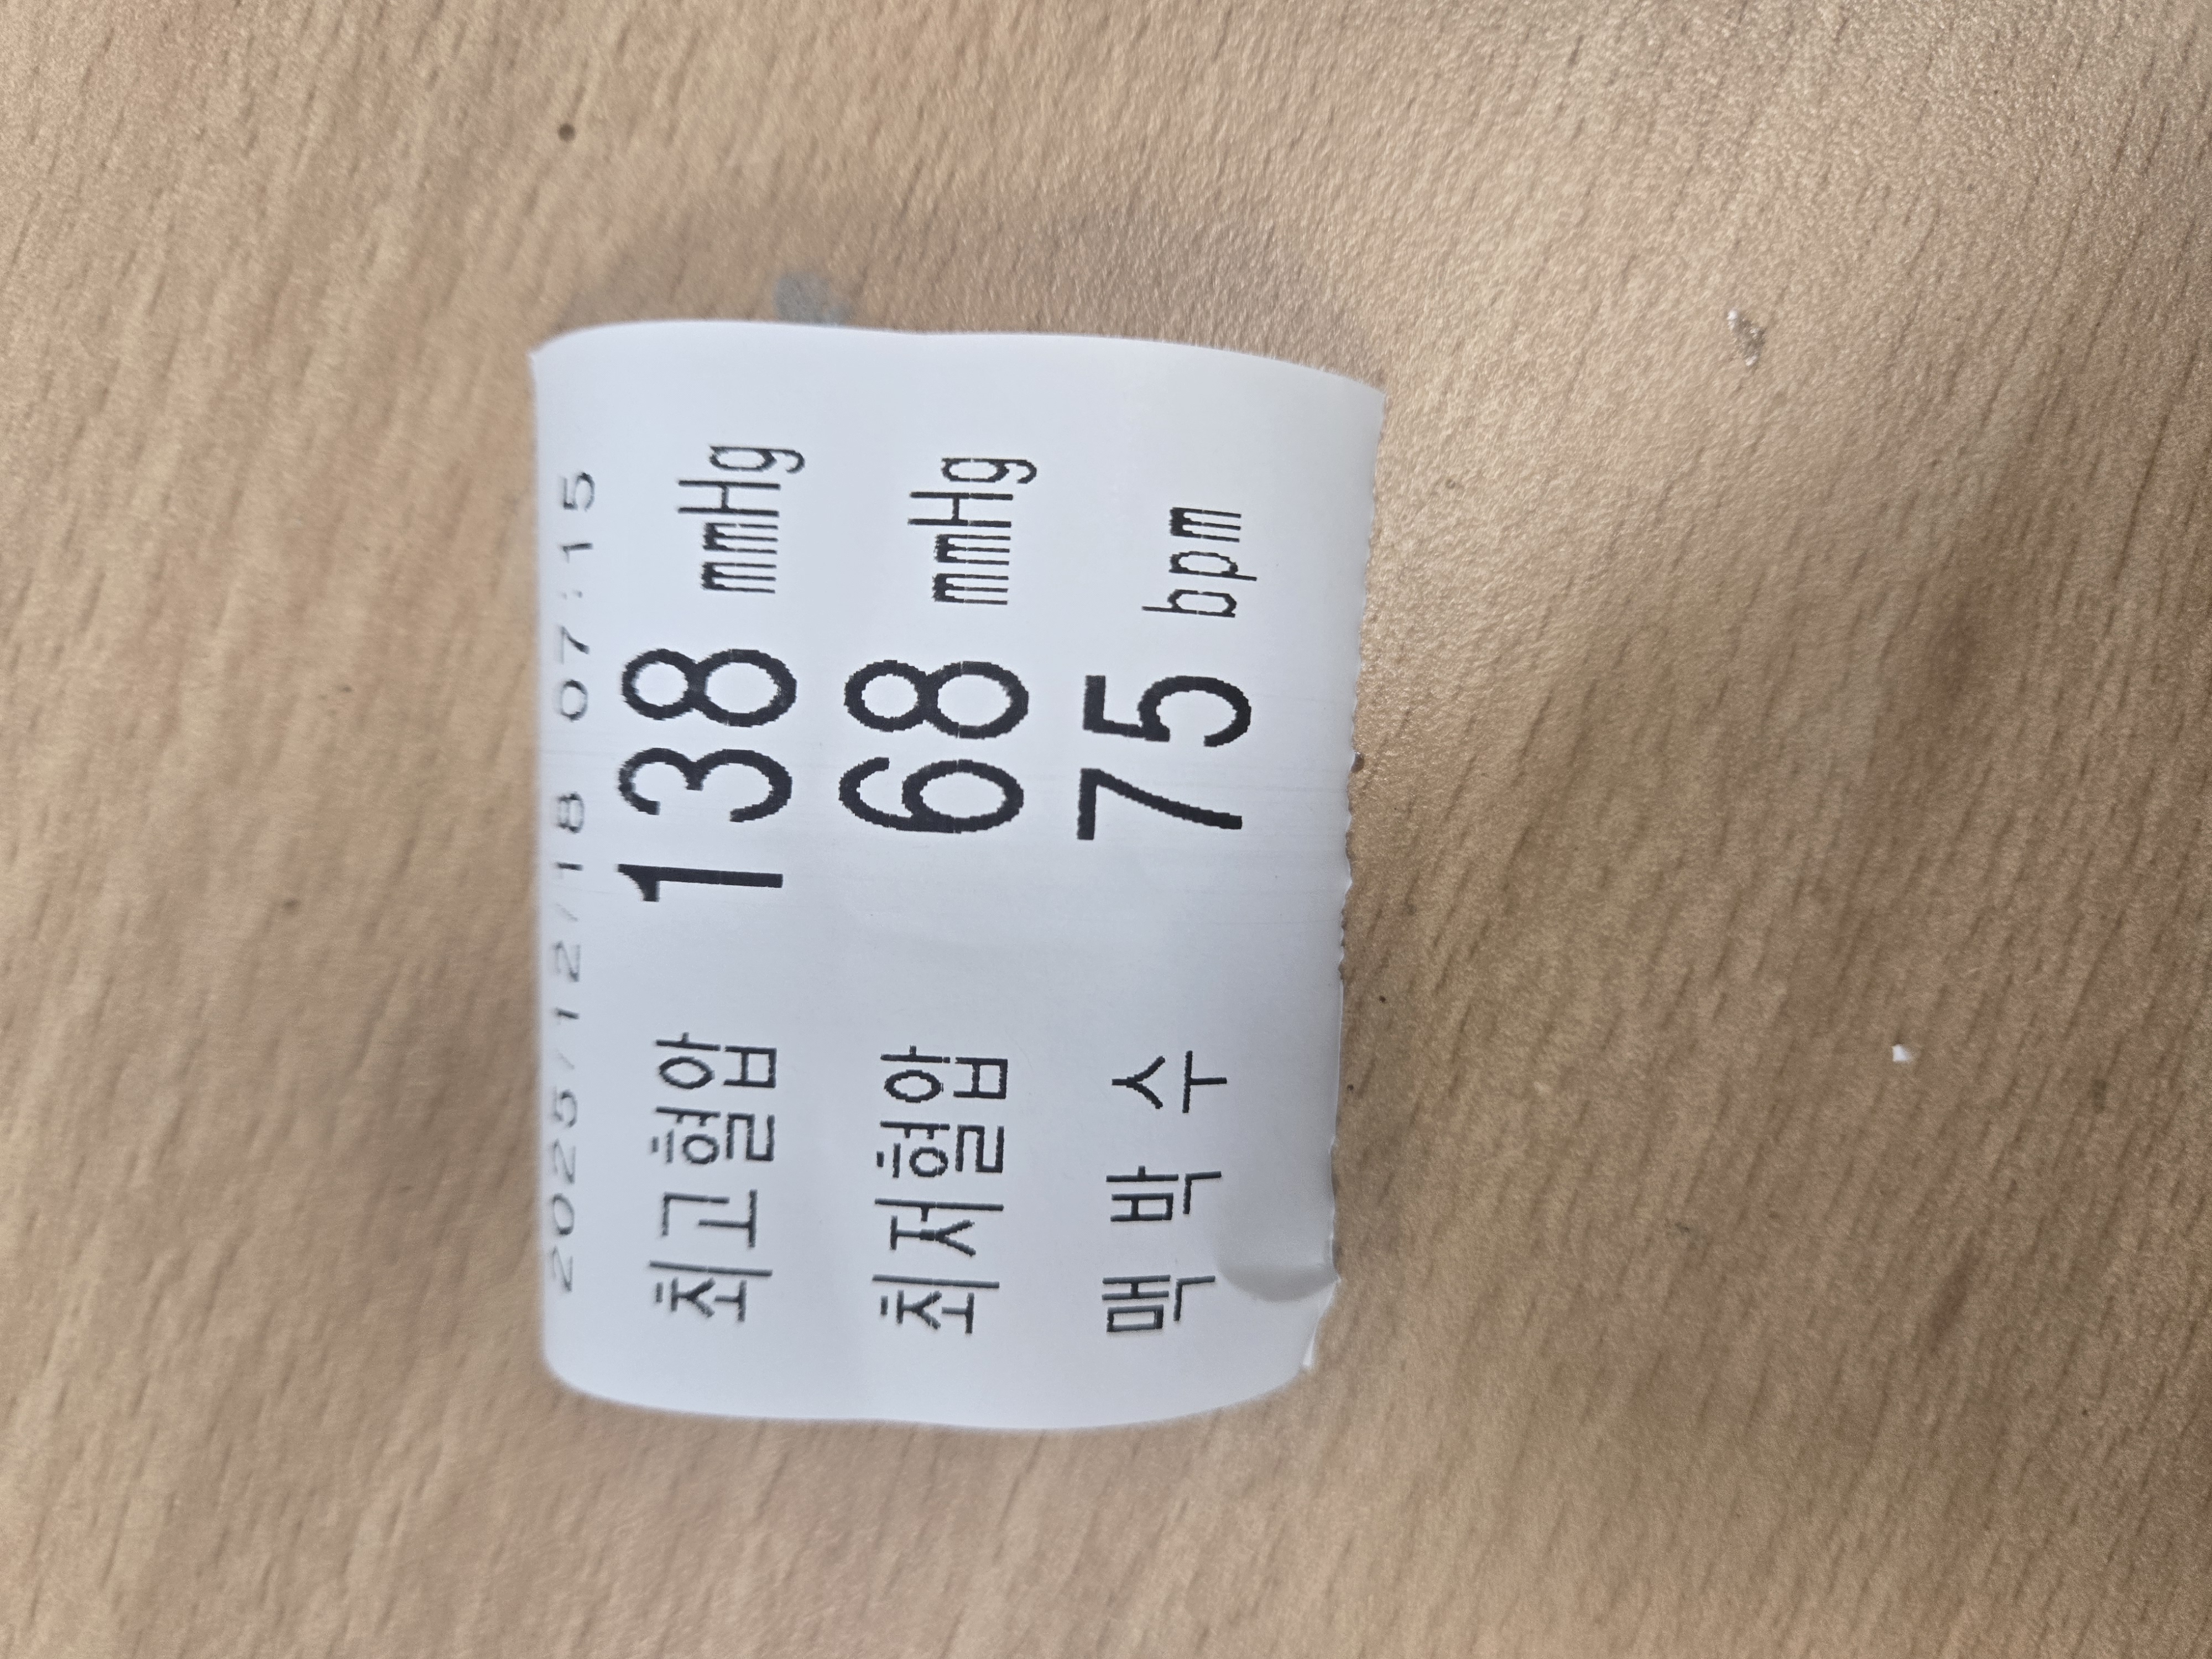 2025/12/18 07:15
최고혈압 138 mmHg
최저혈압 68 mmHg
맥 박 수 75 bpm